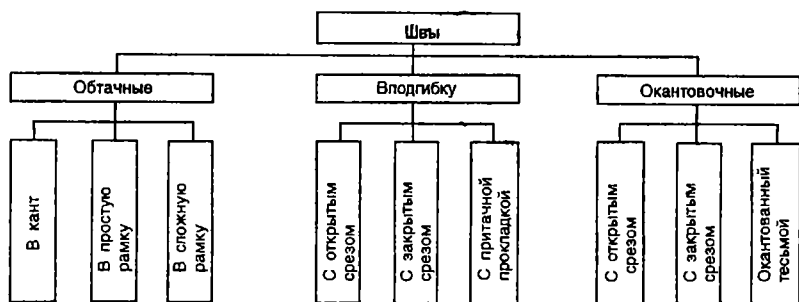 Швы
Обтачные
Вподгибку
Окантовочные
В кант
В простую
рамку
В сложную
рамку
С открытым
срезом
С закрытым
срезом
С притачной
прокладкой
С открытым
срезом
С закрытым
срезом
Окантованный
тесьмой